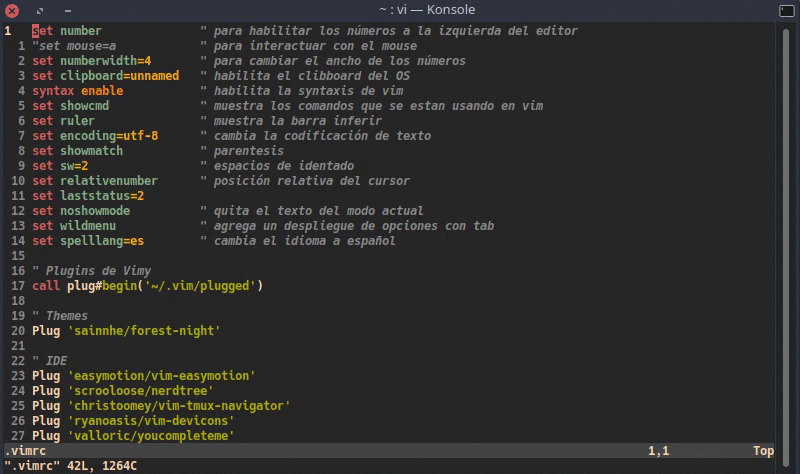 ~ : vi — Konsole
1   set number              " para habilitar los números a la izquierda del editor
  1 "set mouse=a            " para interactuar con el mouse
  2 set numberwidth=4       " para cambiar el ancho de los números
  3 set clipboard=unnamed   " habilita el clibboard del OS
  4 syntax enable           " habilita la syntaxis de vim
  5 set showcmd             " muestra los comandos que se estan usando en vim
  6 set ruler               " muestra la barra inferir
  7 set encoding=utf-8      " cambia la codificación de texto
  8 set showmatch           " parentesis
  9 set sw=2                " espacios de identado
 10 set relativenumber      " posición relativa del cursor
 11 set laststatus=2
 12 set noshowmode          " quita el texto del modo actual
 13 set wildmenu            " agrega un despliegue de opciones con tab
 14 set spelllang=es        " cambia el idioma a español
 15
 16 " Plugins de Vimy
 17 call plug#begin('~/.vim/plugged')
 18
 19 " Themes
 20 Plug 'sainnhe/forest-night'
 21
 22 " IDE
 23 Plug 'easymotion/vim-easymotion'
 24 Plug 'scrooloose/nerdtree'
 25 Plug 'christoomey/vim-tmux-navigator'
 26 Plug 'ryanoasis/vim-devicons'
 27 Plug 'valloric/youcompleteme'
.vimrc 1,1 Top
".vimrc" 42L, 1264C